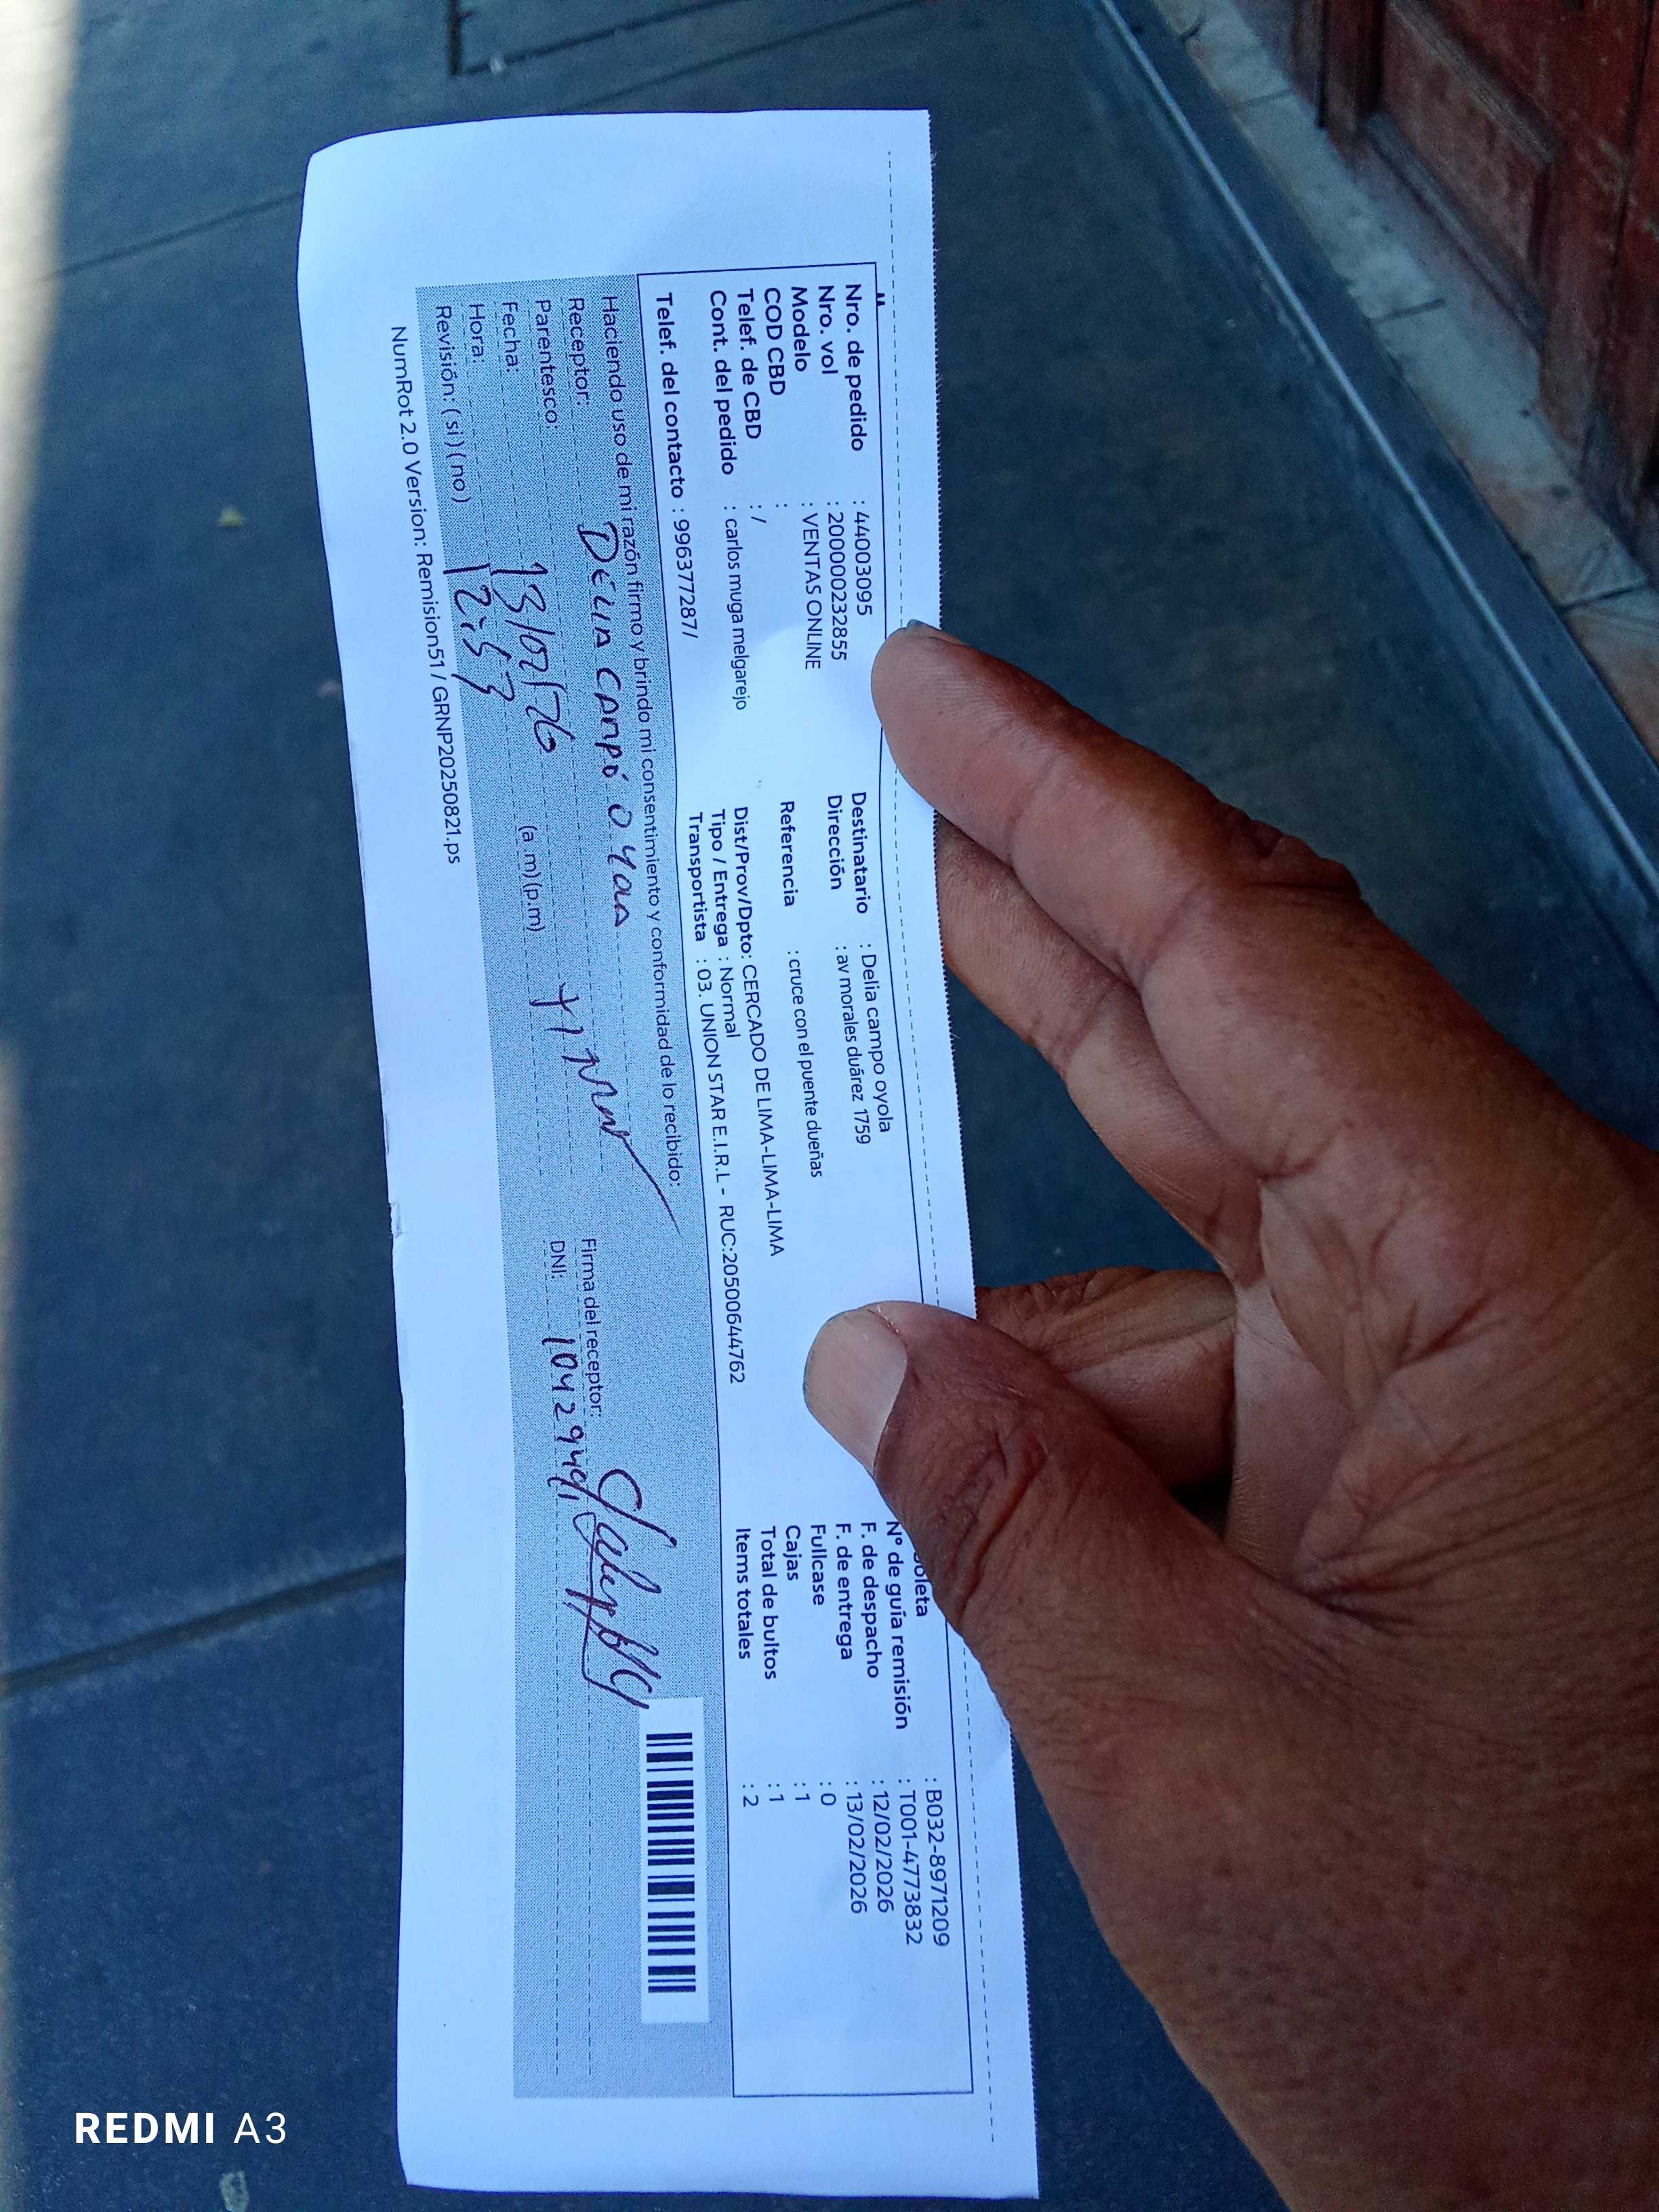 Nro. de pedido : 44003095
Nro. vol : 2000000232855
Modelo : VENTAS ONLINE
COD CBD :
Telef. de CBD : /
Cont. del pedido : carlos muga melgarejo
Telef. del contacto : 996377287/
Destinatario : Delia campo oyola
Dirección : av morales duárez 1759
Referencia : cruce con el puente dueñas
Dist/Prov/Dpto: CERCADO DE LIMA-LIMA-LIMA
Tipo / Entrega : Normal
Transportista : 03. UNION STAR E.I.R.L - RUC:20500644762
oleta : B032-8971209
N° de guía remisión : T001-4773832
F. de despacho : 12/02/2026
F. de entrega : 13/02/2026
Fullcase : 0
Cajas : 1
Total de bultos : 1
Items totales : 2
Haciendo uso de mi razón firmo y brindo mi consentimiento y conformidad de lo recibido:
Receptor: DELIA CAMPO
Parentesco:
Fecha: 13/02/26
Hora: 12:57 (a .m) (p.m)
Revisión: ( si ) ( no )
Firma del receptor:
DNI:
NumRot 2.0 Version: Remision51 / GRNP20250821.ps
REDMI A3